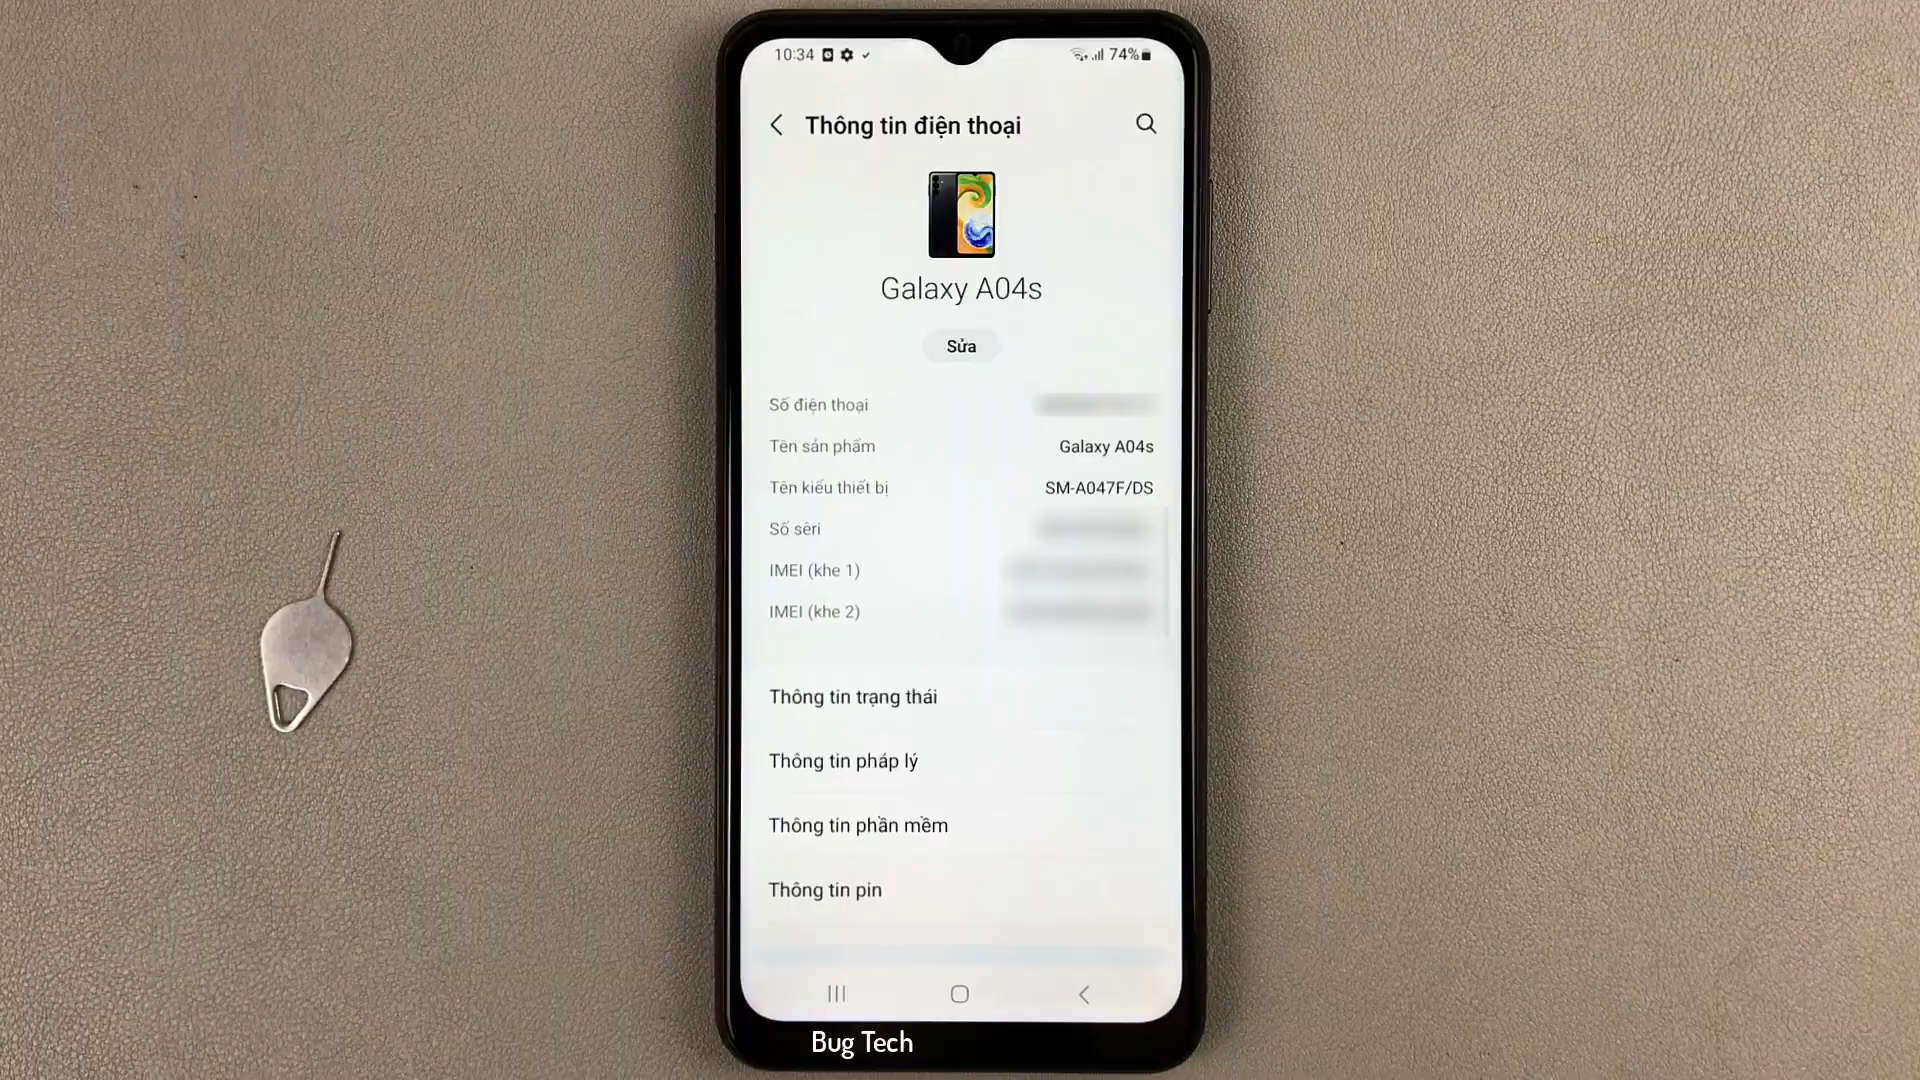 10:34
74%
Thông tin điện thoại
Galaxy A04s
Sửa
Số điện thoại
Tên sản phẩm Galaxy A04s
Tên kiểu thiết bị SM-A047F/DS
Số sêri
IMEI (khe 1)
IMEI (khe 2)
Thông tin trạng thái
Thông tin pháp lý
Thông tin phần mềm
Thông tin pin
Bug Tech